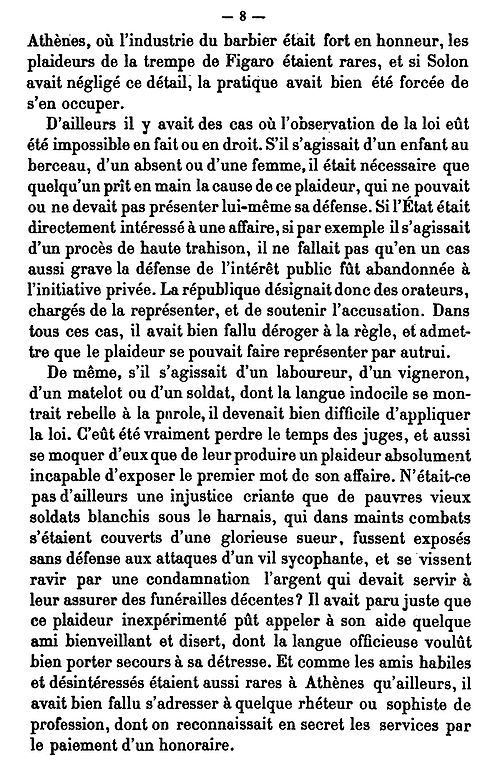 — 8 —
Athènes, où l'industrie du barbier était fort en honneur, les
plaideurs de la trempe de Figaro étaient rares, et si Solon
avait négligé ce détail, la pratique avait bien été forcée de
s'en occuper.
D'ailleurs il y avait des cas où l'observation de la loi eût
été impossible en fait ou en droit. S'il s'agissait d'un enfant au
berceau, d'un absent ou d'une femme, il était nécessaire que
quelqu'un prît en main la cause de ce plaideur, qui ne pouvait
ou ne devait pas présenter lui-même sa défense. Si l'État était
directement intéressé à une affaire, si par exemple il s'agissait
d'un procès de haute trahison, il ne fallait pas qu'en un cas
aussi grave la défense de l'intérêt public fût abandonnée à
l'initiative privée. La république désignait donc des orateurs,
chargés de la représenter, et de soutenir l'accusation. Dans
tous ces cas, il avait bien fallu déroger à la règle, et admet-
tre que le plaideur se pouvait faire représenter par autrui.
De même, s'il s'agissait d'un laboureur, d'un vigneron,
d'un matelot ou d'un soldat, dont la langue indocile se mon-
trait rebelle à la parole, il devenait bien difficile d'appliquer
la loi. C'eût été vraiment perdre le temps des juges, et aussi
se moquer d'eux que de leur produire un plaideur absolument
incapable d'exposer le premier mot de son affaire. N'était-ce
pas d'ailleurs une injustice criante que de pauvres vieux
soldats blanchis sous le harnais, qui dans maints combats
s'étaient couverts d'une glorieuse sueur, fussent exposés
sans défense aux attaques d'un vil sycophante, et se vissent
ravir par une condamnation l'argent qui devait servir à
leur assurer des funérailles décentes? Il avait paru juste que
ce plaideur inexpérimenté pût appeler à son aide quelque
ami bienveillant et disert, dont la langue officieuse voulût
bien porter secours à sa détresse. Et comme les amis habiles
et désintéressés étaient aussi rares à Athènes qu'ailleurs, il
avait bien fallu s'adresser à quelque rhéteur ou sophiste de
profession, dont on reconnaissait en secret les services par
le paiement d'un honoraire.